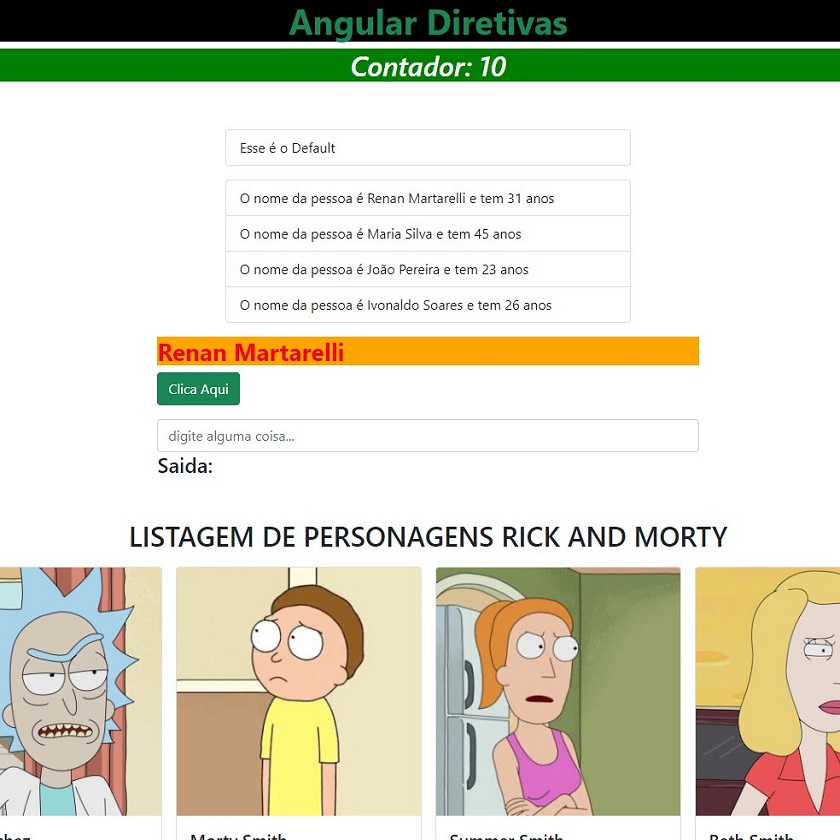 Angular Diretivas
Contador: 10
Esse é o Default
O nome da pessoa é Renan Martarelli e tem 31 anos
O nome da pessoa é Maria Silva e tem 45 anos
O nome da pessoa é João Pereira e tem 23 anos
O nome da pessoa é Ivonaldo Soares e tem 26 anos
Renan Martarelli
Clica Aqui
digite alguma coisa...
Saida:
LISTAGEM DE PERSONAGENS RICK AND MORTY
Morty Smith
Summer Smith
Beth Smith